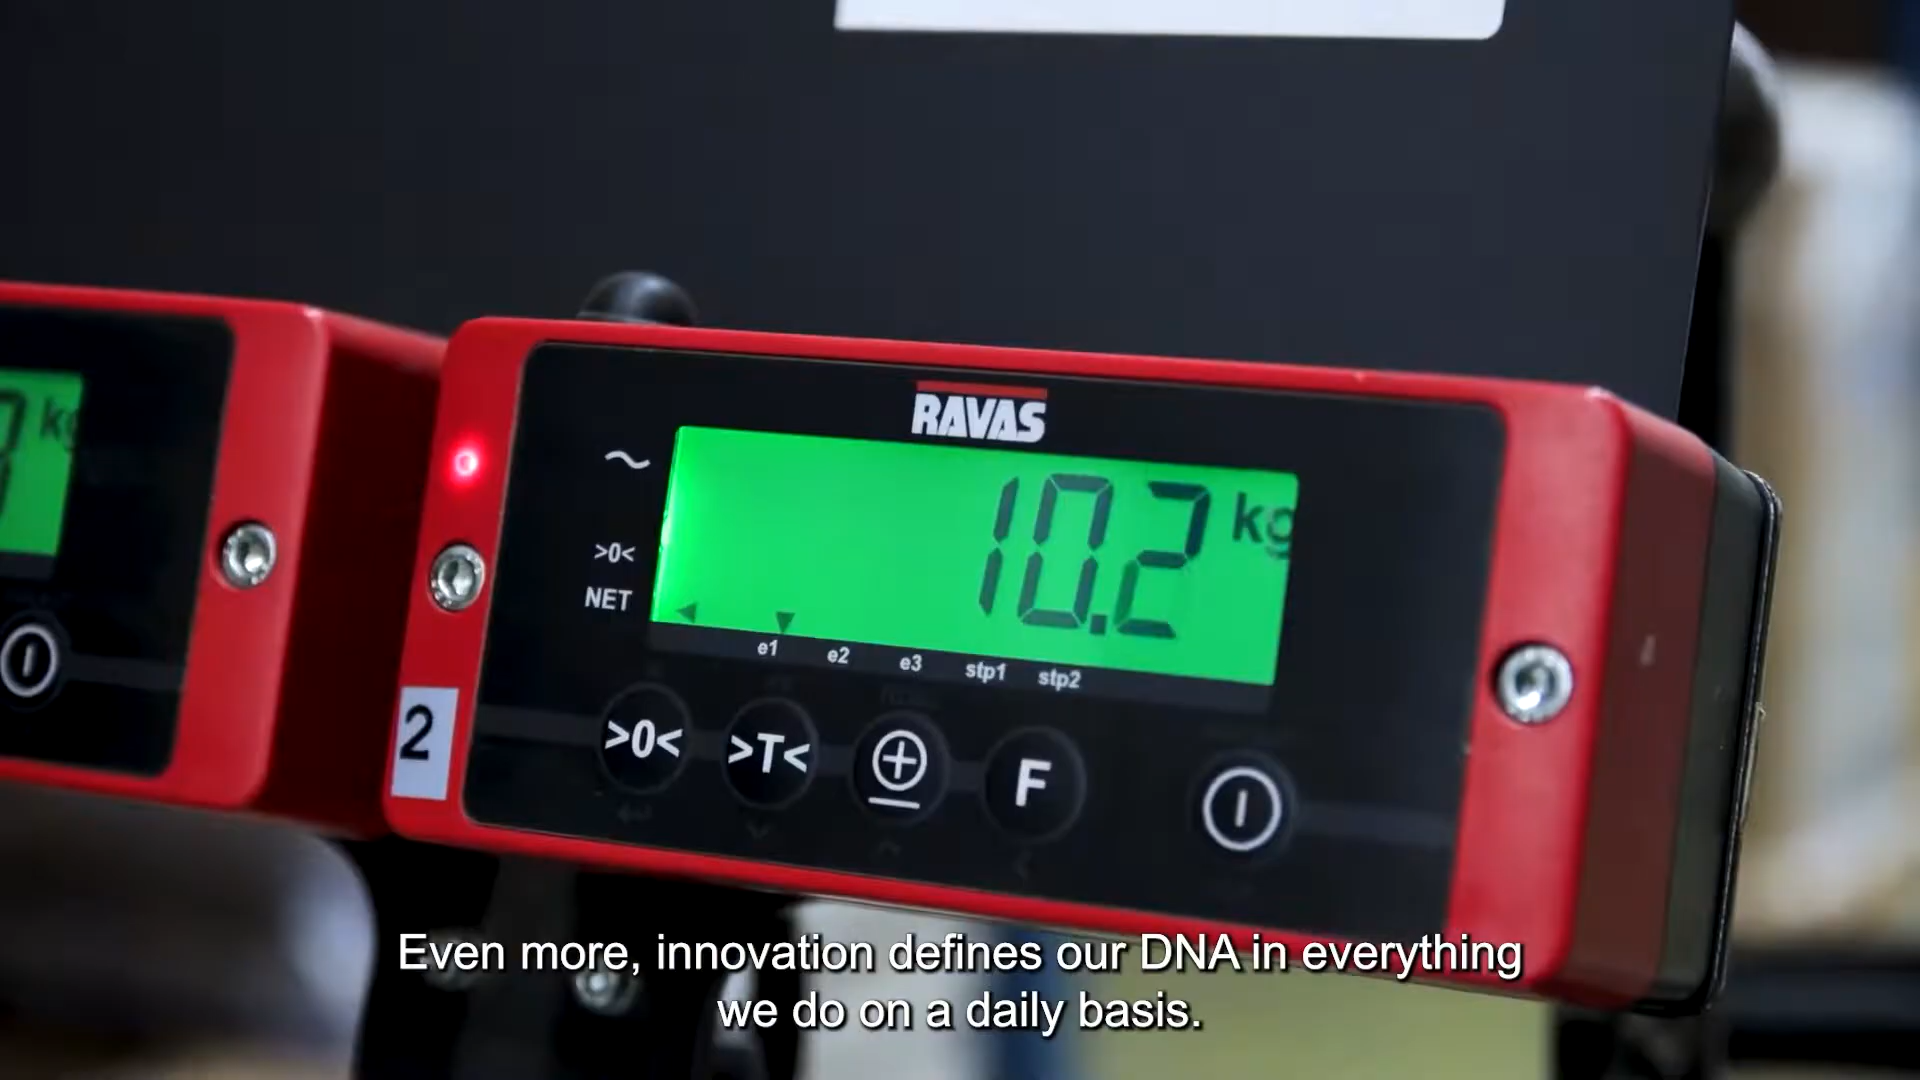 RAVAS
kg
10.2 kg
>0<
NET
e1 e2 e3 stp1 stp2
>0< >T< F
2
Even more, innovation defines our DNA in everything
we do on a daily basis.